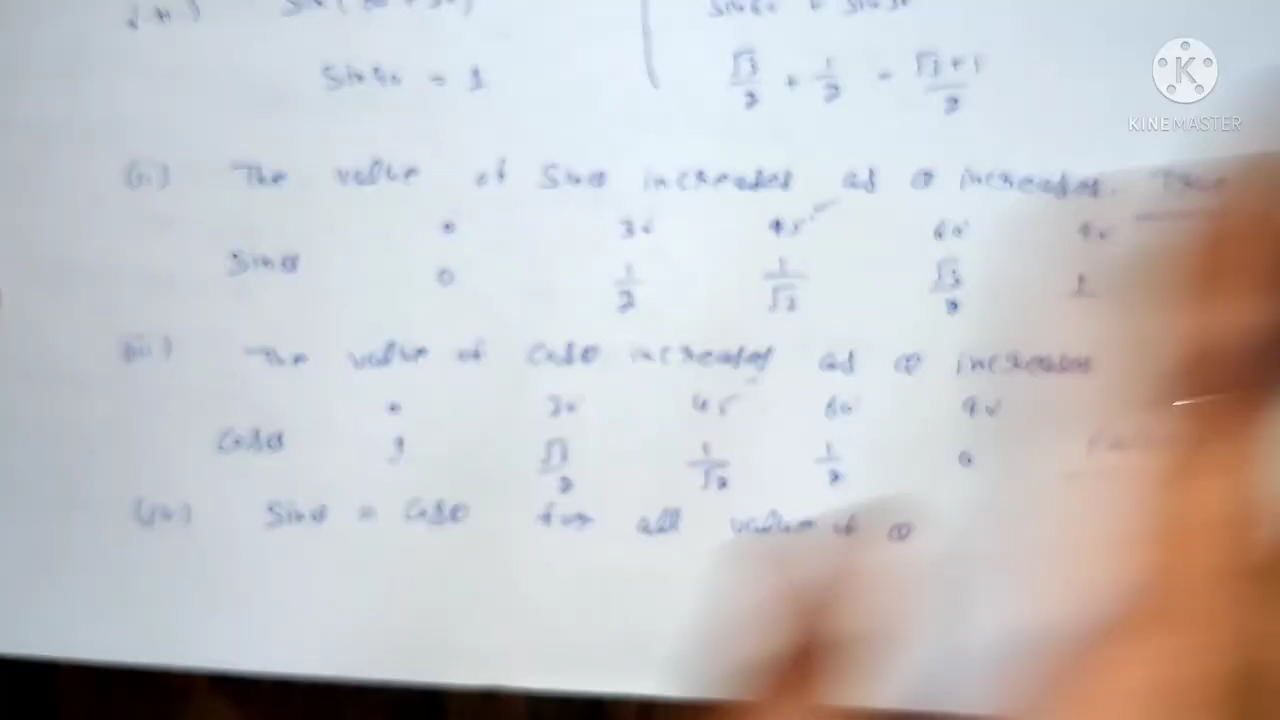 Sin 90 = 1
√3/2 + 1/2 = √3+1/2
KINEMASTER
(ii) The value of Sinθ increases as θ increases. True
0 30 45 60 90
Sinθ 0 1/2 1/√2 √3/2 1
(iii) The value of Cosθ increases as θ increases
0 30 45 60 90
Cosθ 1 √3/2 1/√2 1/2 0
(iv) Sinθ = Cosθ for all value of θ